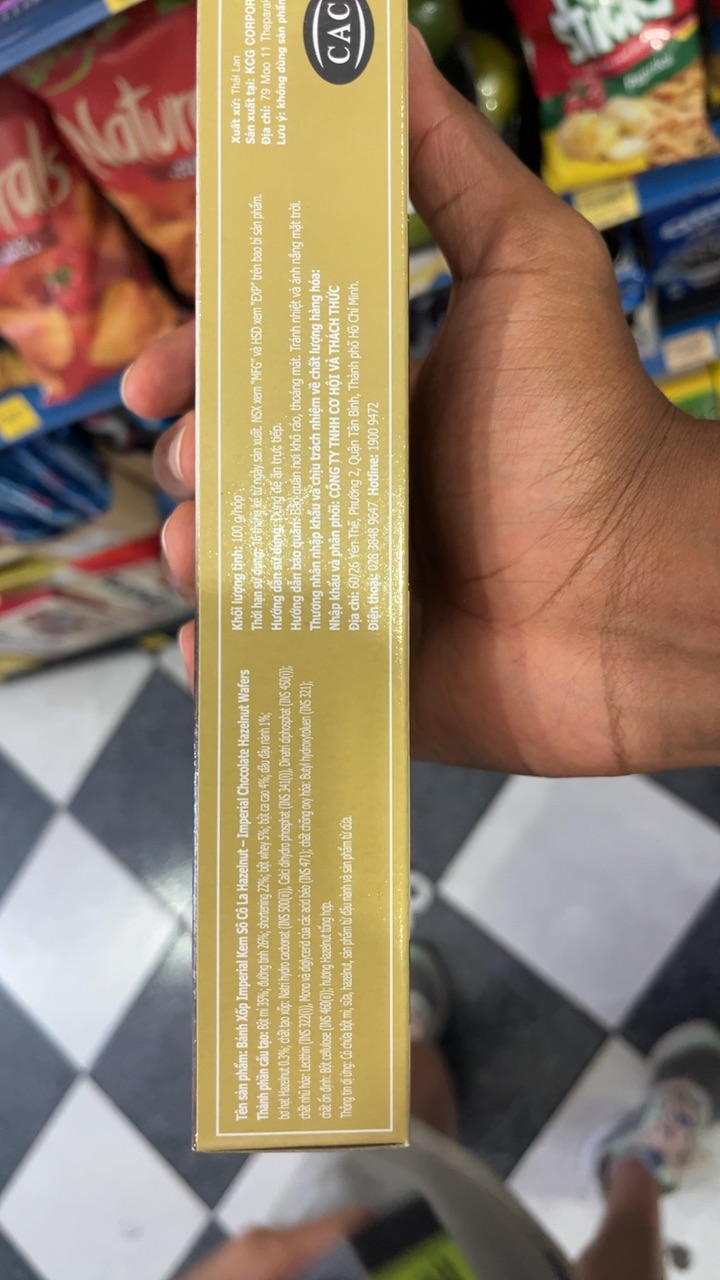 Tên sản phẩm: Bánh Xốp Imperial Kem Sô Cô La Hazelnut – Imperial Chocolate Hazelnut Wafers
Thành phần cấu tạo: Bột mì 35%; đường tinh 26%; shortening 22%; bột whey 5%; bột ca cao 4%; dầu đậu nành 1%;
bơ hạt Hazelnut 0.3%; chất tạo xốp: Natri hydro cacbonat (INS 500(ii)), Calci dihydro phosphat (INS 341(i)), Dinatri diphosphat (INS 450(i));
chất nhũ hóa: Lecithin (INS 322(i)), Mono và diglycerid của các acid béo (INS 471); chất chống oxy hóa: Butyl hydroxytoluen (INS 321);
chất ổn định: Bột cellulose (INS 460(ii)); hương Hazelnut tổng hợp.
Thông tin dị ứng: Có chứa bột mì, sữa, hazelnut, sản phẩm từ đậu nành và sản phẩm từ dừa.
Khối lượng tịnh: 100 g/hộp
Thời hạn sử dụng: tháng kể từ ngày sản xuất. NSX xem "MFG" và HSD xem "EXP" trên bao bì sản phẩm.
Hướng dẫn sử dụng: Dùng để ăn trực tiếp.
Hướng dẫn bảo quản: Bảo quản nơi khô ráo, thoáng mát. Tránh nhiệt và ánh nắng mặt trời.
Thương nhân nhập khẩu và chịu trách nhiệm về chất lượng hàng hóa:
Nhập khẩu và phân phối: CÔNG TY TNHH CƠ HỘI VÀ THÁCH THỨC
Địa chỉ: 60/26 Yên Thế, Phường 2, Quận Tân Bình, Thành phố Hồ Chí Minh.
Điện thoại: 028 3848 9647 Hotline: 1900 9472
Xuất xứ: Thái Lan
Sản xuất tại: KCG CORPOR
Địa chỉ: 79 Moo 11 Theparak
Lưu ý: không dùng sản phẩm
CAC
Natur
als
STICKS